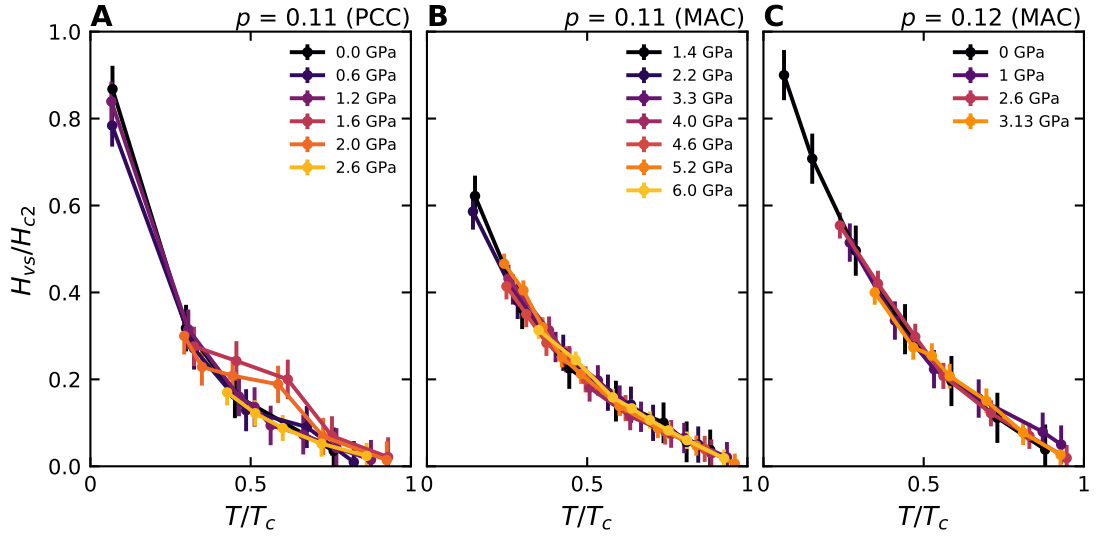 A p = 0.11 (PCC)
B p = 0.11 (MAC)
C p = 0.12 (MAC)
H_vs/H_c2
1.0
0.8
0.6
0.4
0.2
0.0
0.0 GPa
0.6 GPa
1.2 GPa
1.6 GPa
2.0 GPa
2.6 GPa
1.4 GPa
2.2 GPa
3.3 GPa
4.0 GPa
4.6 GPa
5.2 GPa
6.0 GPa
0 GPa
1 GPa
2.6 GPa
3.13 GPa
0 0.5 1 0 0.5 1 0 0.5 1
T/T_c T/T_c T/T_c